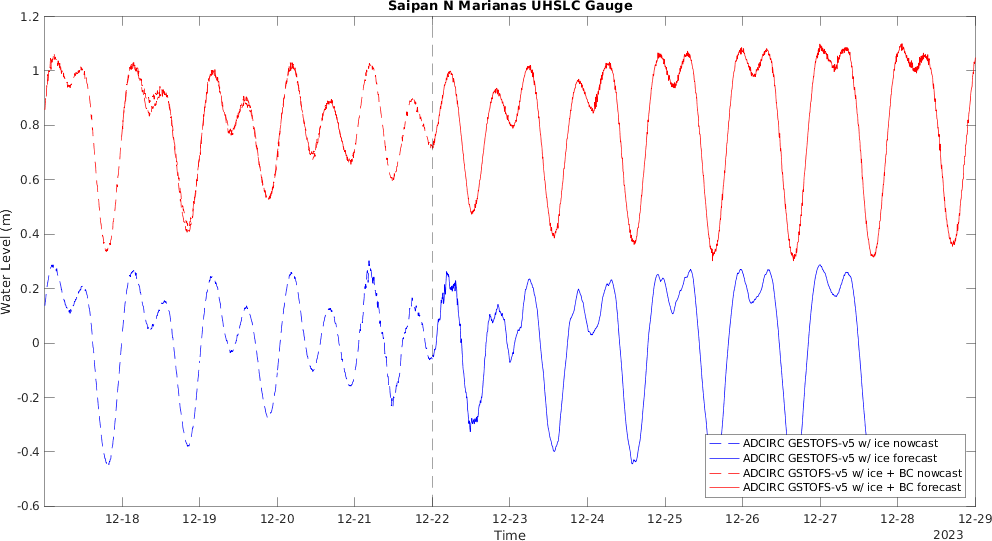 Saipan N Marianas UHSLC Gauge
Water Level (m)
1.2
1
0.8
0.6
0.4
0.2
0
-0.2
-0.4
-0.6
ADCIRC GESTOFS-v5 w/ ice nowcast
ADCIRC GESTOFS-v5 w/ ice forecast
ADCIRC GSTOFS-v5 w/ ice + BC nowcast
ADCIRC GSTOFS-v5 w/ ice + BC forecast
12-18 12-19 12-20 12-21 12-22 12-23 12-24 12-25 12-26 12-27 12-28 12-29
Time
2023